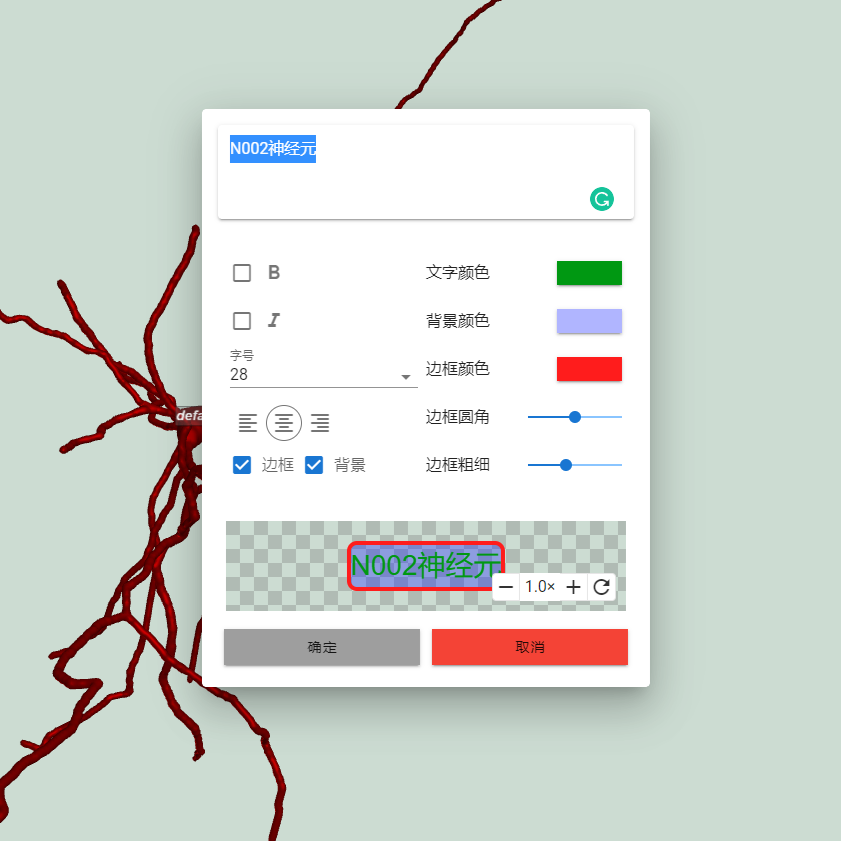 N002神经元
B
文字颜色
I
背景颜色
字号
28
边框颜色
defa
边框圆角
边框 背景
边框粗细
N002神经元
1.0×
确定
取消